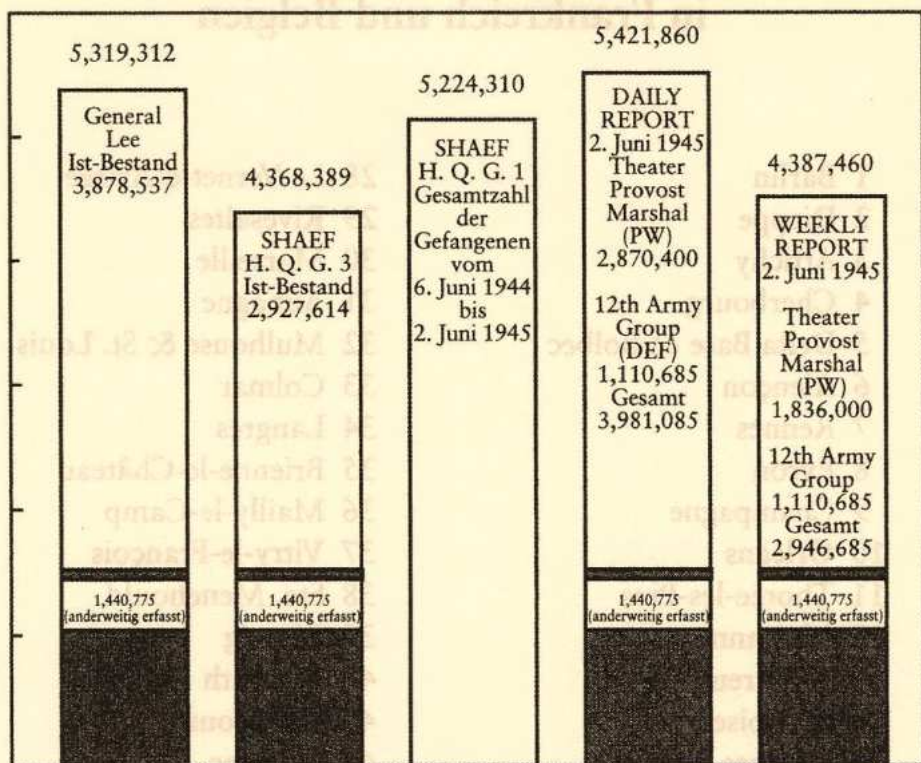 5,319,312
General
Lee
Ist-Bestand
3,878,537
1,440,775
(anderweitig erfasst)
4,368,389
SHAEF
H. Q. G. 3
Ist-Bestand
2,927,614
1,440,775
(anderweitig erfasst)
5,224,310
SHAEF
H. Q. G. 1
Gesamtzahl
der
Gefangenen
vom
6. Juni 1944
bis
2. Juni 1945
5,421,860
DAILY
REPORT
2. Juni 1945
Theater
Provost
Marshal
(PW)
2,870,400
12th Army
Group
(DEF)
1,110,685
Gesamt
3,981,085
1,440,775
(anderweitig erfasst)
4,387,460
WEEKLY
REPORT
2. Juni 1945
Theater
Provost
Marshal
(PW)
1,836,000
12th Army
Group
1,110,685
Gesamt
2,946,685
1,440,775
(anderweitig erfasst)